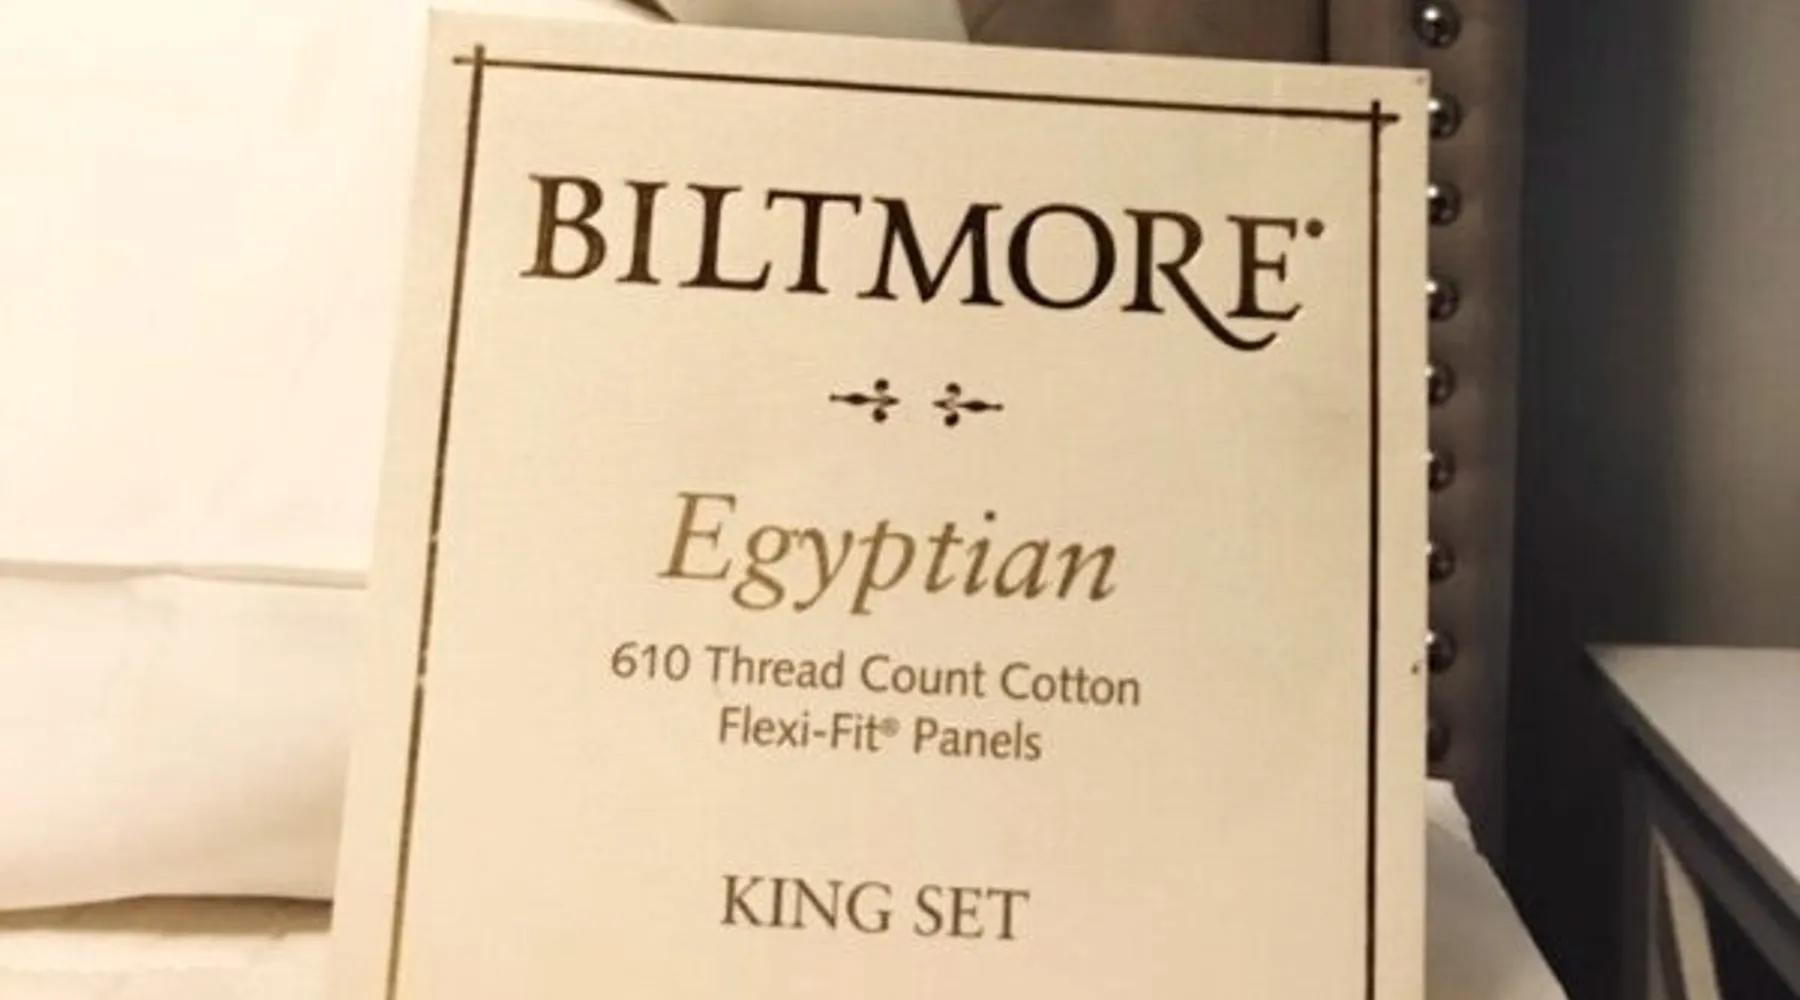 BILTMORE
Egyptian
610 Thread Count Cotton
Flexi-Fit® Panels
KING SET